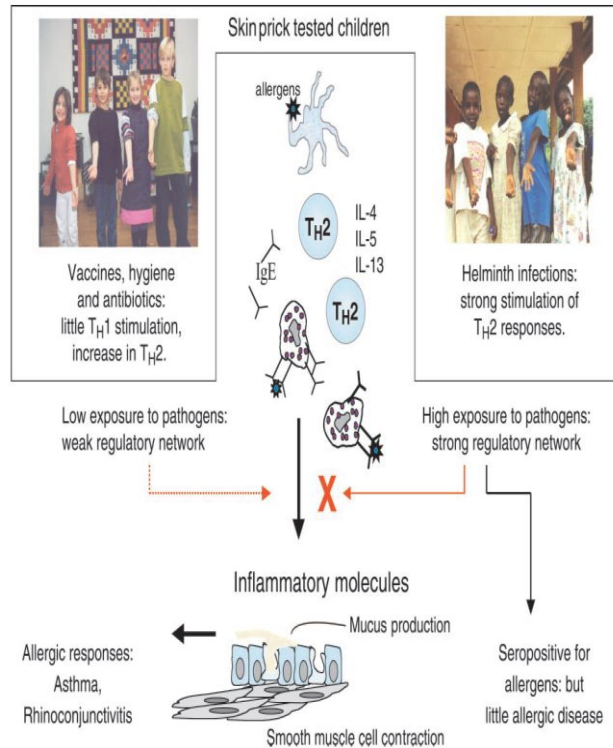 Skin prick tested children
allergens
IL-4
IL-5
IL-13
TH2
IgE
TH2
Vaccines, hygiene
and antibiotics:
little TH1 stimulation,
increase in TH2.
Helminth infections:
strong stimulation of
TH2 responses.
Low exposure to pathogens:
weak regulatory network
High exposure to pathogens:
strong regulatory network
X
Inflammatory molecules
Mucus production
Allergic responses:
Asthma,
Rhinoconjunctivitis
Smooth muscle cell contraction
Seropositive for
allergens: but
little allergic disease